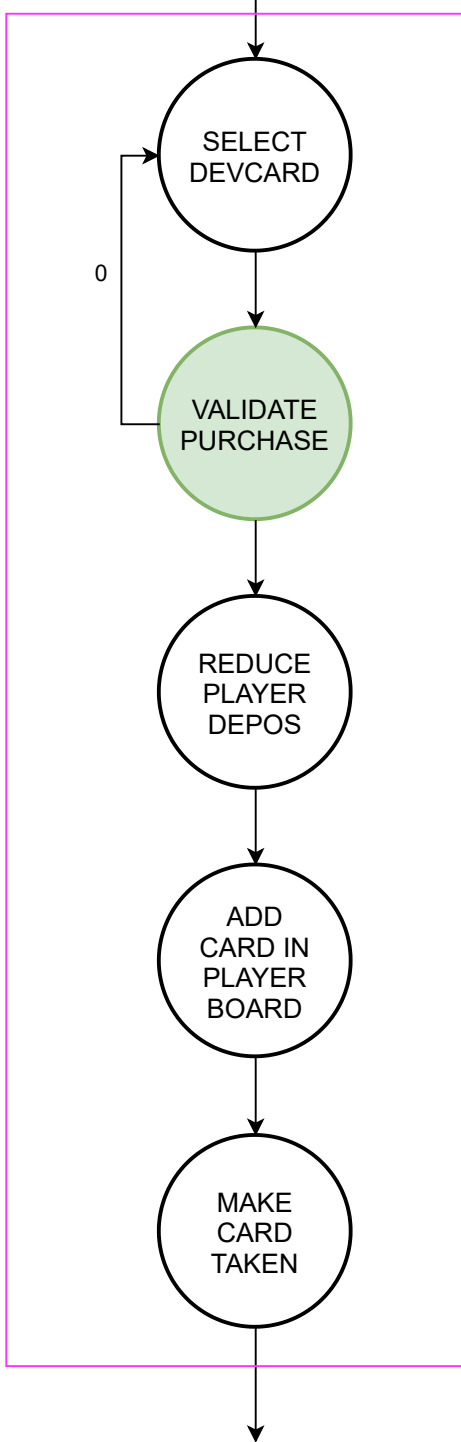 SELECT
DEVCARD
0
VALIDATE
PURCHASE
REDUCE
PLAYER
DEPOS
ADD
CARD IN
PLAYER
BOARD
MAKE
CARD
TAKEN